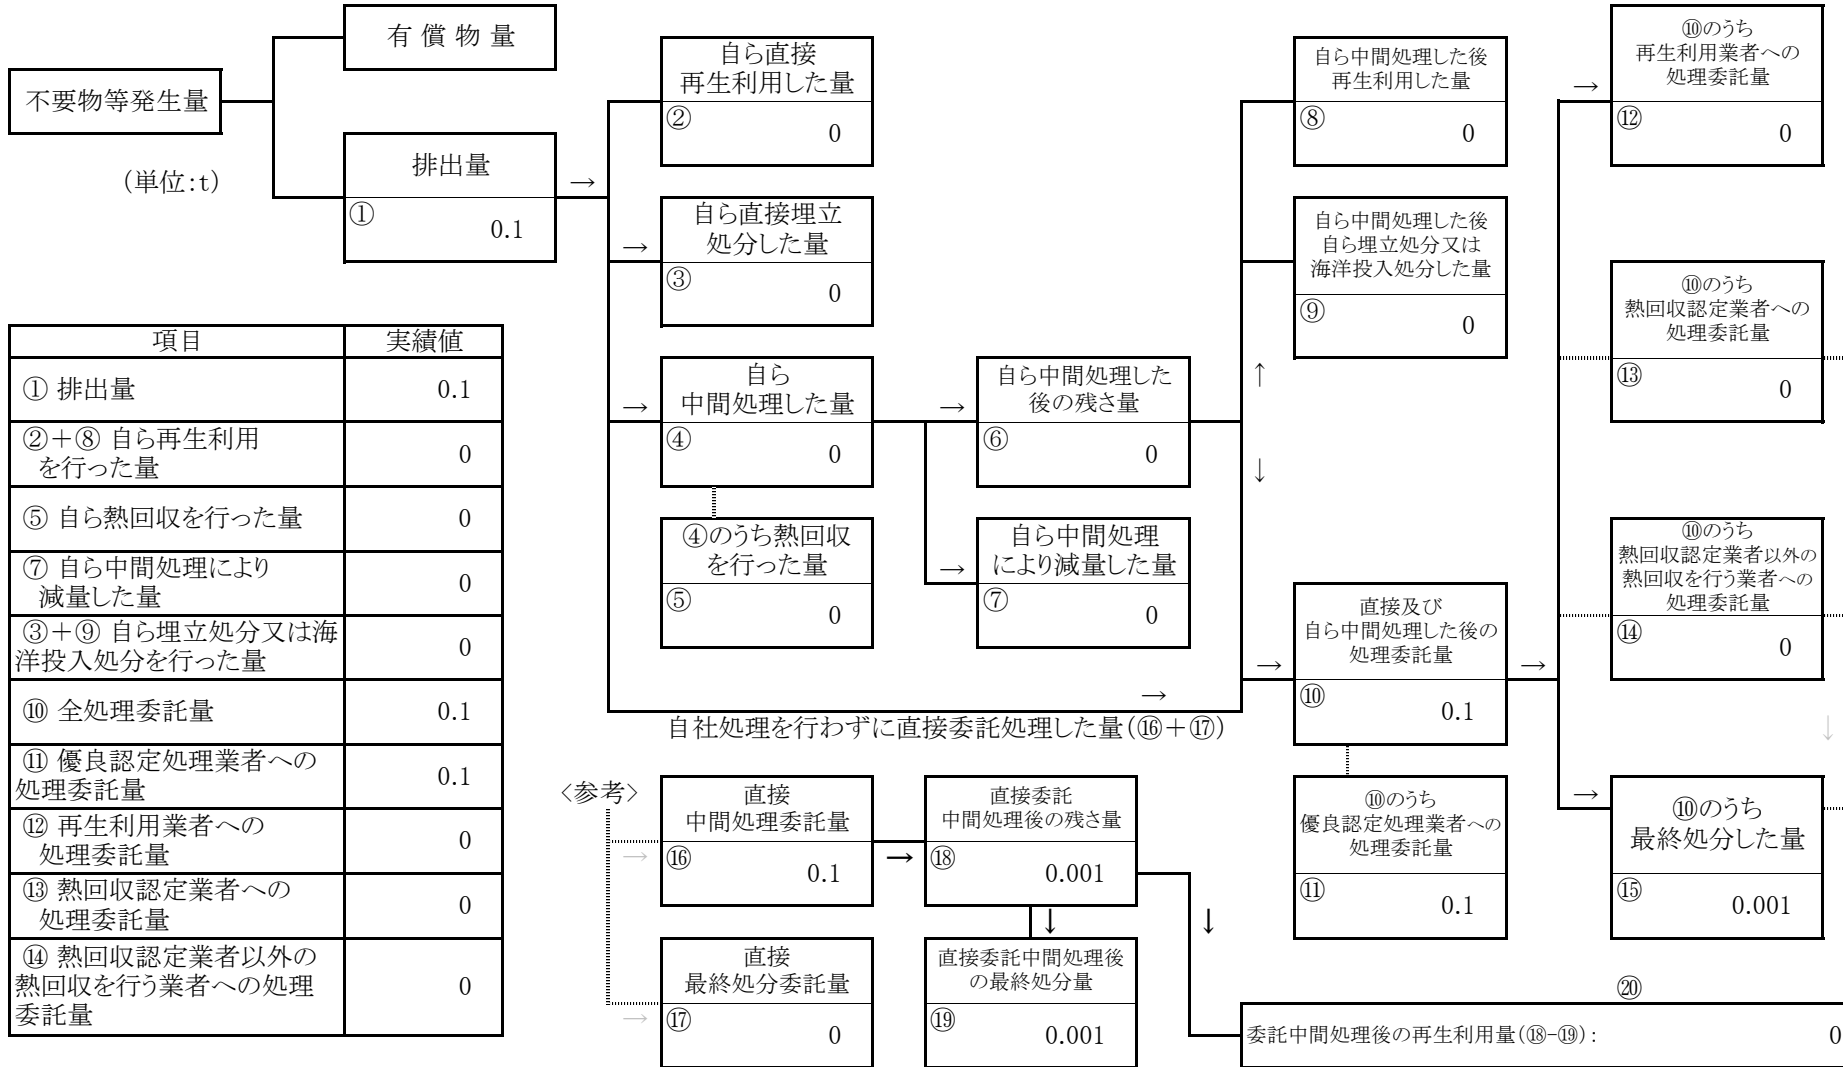 有 償 物 量
不要物等発生量
(単位:t)
排出量
①
0.1
→
自ら直接
再生利用した量
②
0
→
自ら直接埋立
処分した量
③
0
→
自ら
中間処理した量
④
0
④のうち熱回収
を行った量
⑤
0
→
自ら中間処理した
後の残さ量
⑥
0
→
自ら中間処理
により減量した量
⑦
0
→
自社処理を行わずに直接委託処理した量(⑯+⑰)
↑
↓
自ら中間処理した後
再生利用した量
⑧
0
自ら中間処理した後
自ら埋立処分又は
海洋投入処分した量
⑨
0
→
直接及び
自ら中間処理した後の
処理委託量
⑩
0.1
⑩のうち
優良認定処理業者への
処理委託量
⑪
0.1
→
→
⑩のうち
再生利用業者への
処理委託量
⑫
0
⑩のうち
熱回収認定業者への
処理委託量
⑬
0
⑩のうち
熱回収認定業者以外の
熱回収を行う業者への
処理委託量
⑭
0
↓
→
⑩のうち
最終処分した量
⑮
0.001
項目 実績値
① 排出量 0.1
②+⑧ 自ら再生利用
を行った量 0
⑤ 自ら熱回収を行った量 0
⑦ 自ら中間処理により
減量した量 0
③+⑨ 自ら埋立処分又は海
洋投入処分を行った量 0
⑩ 全処理委託量 0.1
⑪ 優良認定処理業者への
処理委託量 0.1
⑫ 再生利用業者への
処理委託量 0
⑬ 熱回収認定業者への
処理委託量 0
⑭ 熱回収認定業者以外の
熱回収を行う業者への処理
委託量 0
〈参考〉
→
直接
中間処理委託量
⑯
0.1
→
直接委託
中間処理後の残さ量
⑱
0.001
↓
↓
→
直接
最終処分委託量
⑰
0
直接委託中間処理後
の最終処分量
⑲
0.001
⑳
委託中間処理後の再生利用量(⑱-⑲): 0